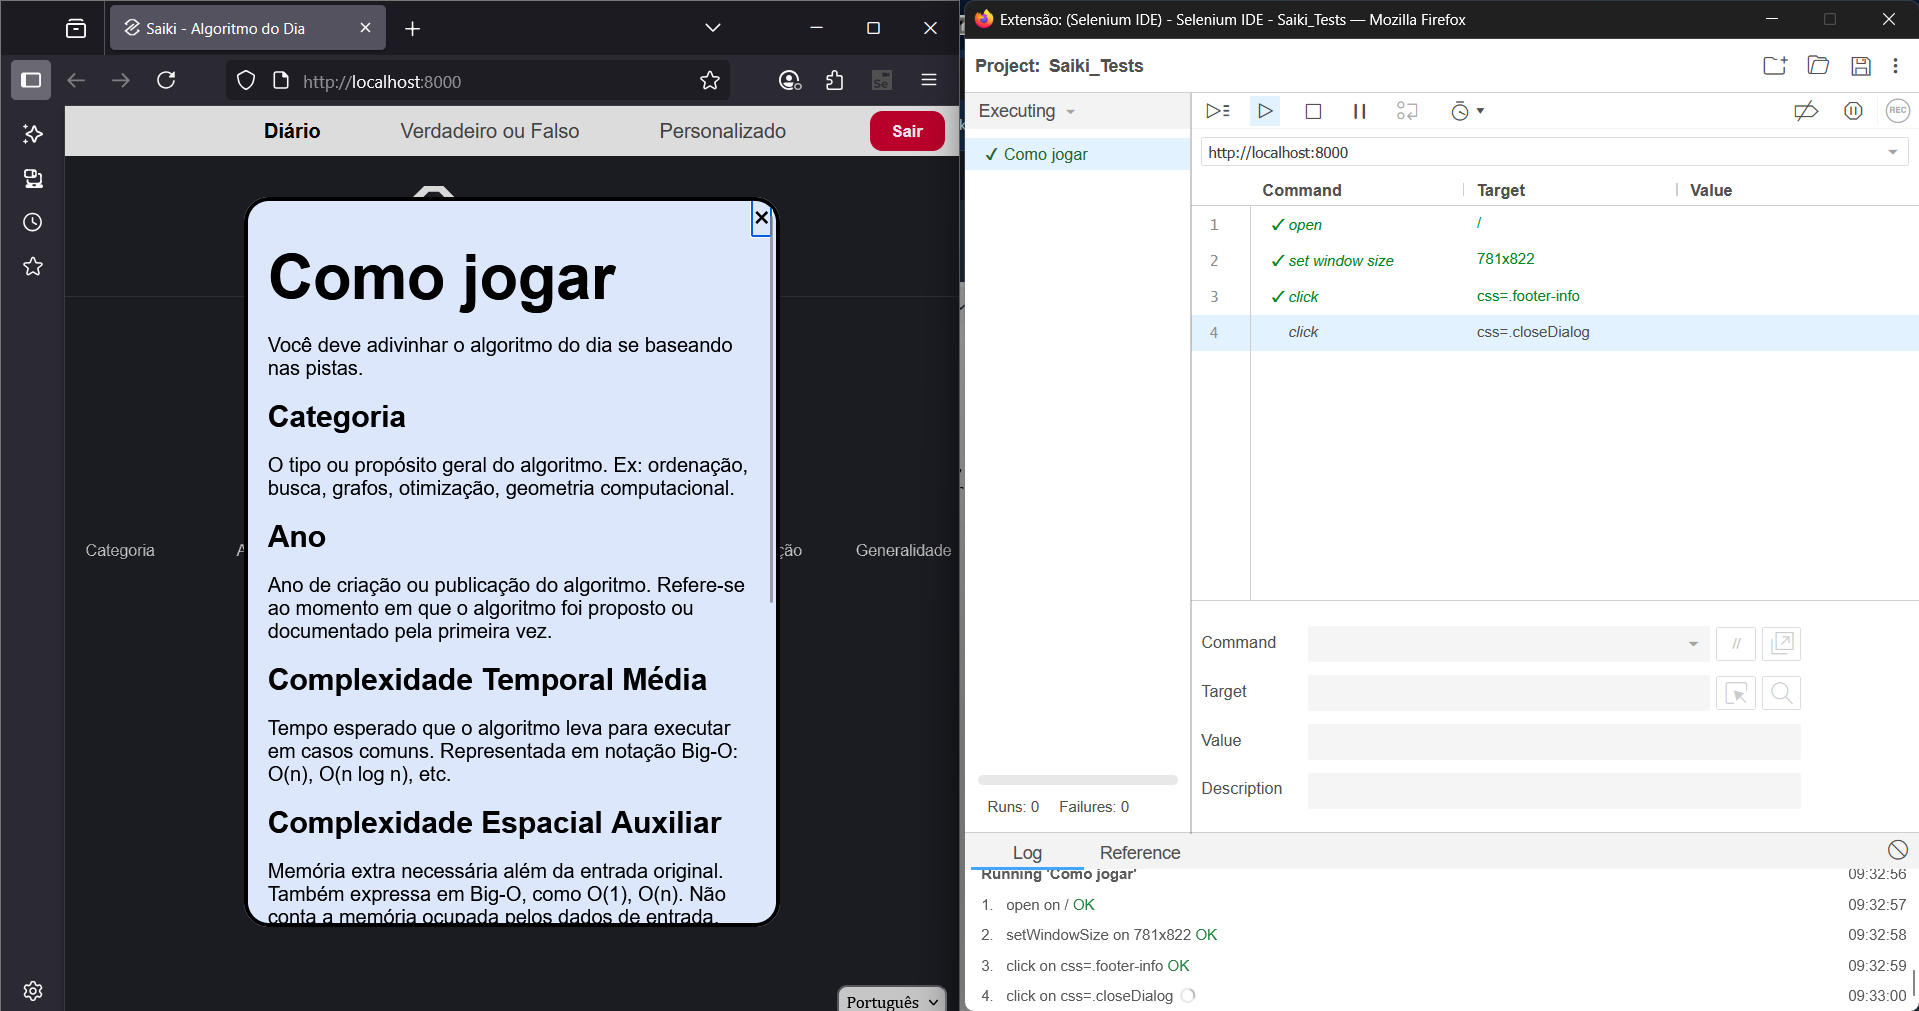 Saiki - Algoritmo do Dia
http://localhost:8000
Diário
Verdadeiro ou Falso
Personalizado
Sair
Como jogar
Você deve adivinhar o algoritmo do dia se baseando
nas pistas.
Categoria
O tipo ou propósito geral do algoritmo. Ex: ordenação,
busca, grafos, otimização, geometria computacional.
Ano
Ano de criação ou publicação do algoritmo. Refere-se
ao momento em que o algoritmo foi proposto ou
documentado pela primeira vez.
Complexidade Temporal Média
Tempo esperado que o algoritmo leva para executar
em casos comuns. Representada em notação Big-O:
O(n), O(n log n), etc.
Complexidade Espacial Auxiliar
Memória extra necessária além da entrada original.
Também expressa em Big-O, como O(1), O(n). Não
conta a memória ocupada pelos dados de entrada.
Categoria
A
ção
Generalidade
Português
Extensão: (Selenium IDE) - Selenium IDE - Saiki_Tests — Mozilla Firefox
Project: Saiki_Tests
Executing
✓ Como jogar
REC
http://localhost:8000
Command Target Value
1 ✓ open /
2 ✓ set window size 781x822
3 ✓ click css=.footer-info
4 click css=.closeDialog
Command
//
Target
Value
Description
Runs: 0 Failures: 0
Log
Reference
Running 'Como jogar' 09:32:56
1. open on / OK 09:32:57
2. setWindowSize on 781x822 OK 09:32:58
3. click on css=.footer-info OK 09:32:59
4. click on css=.closeDialog 09:33:00